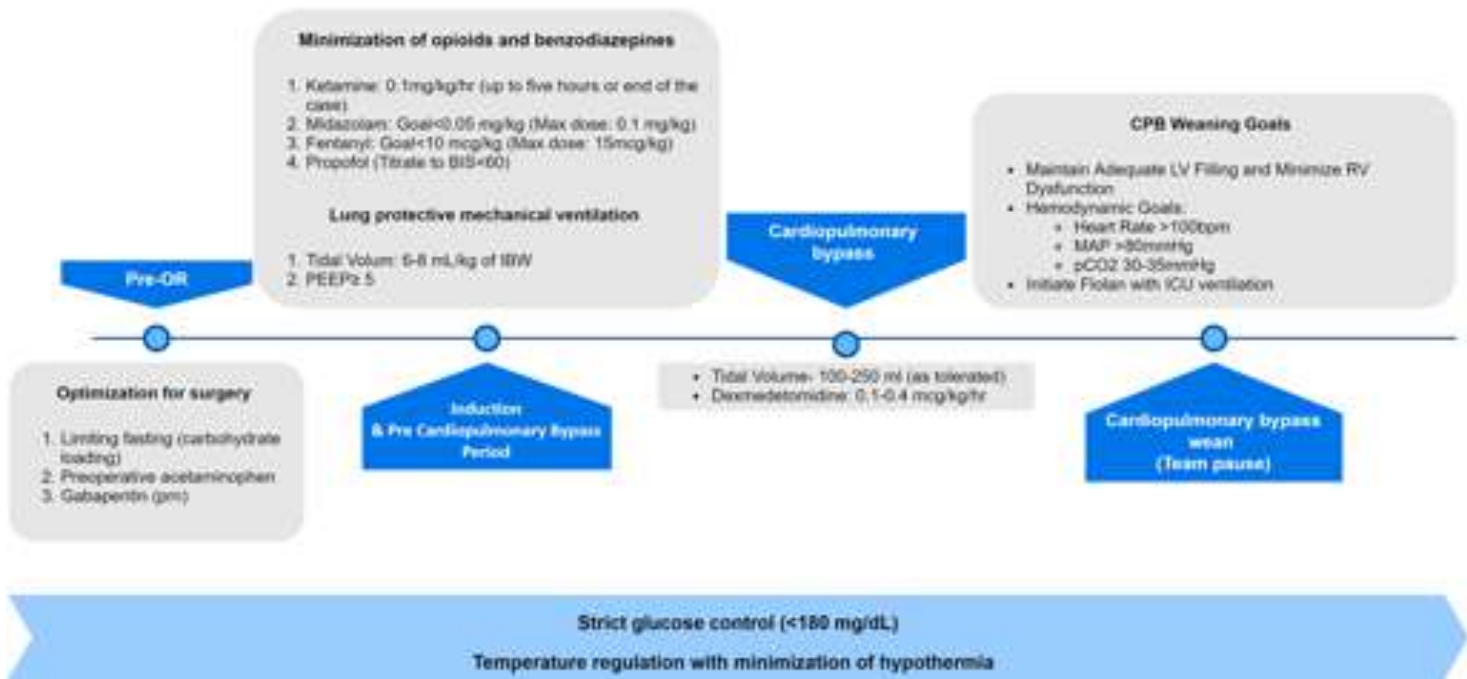 Minimization of opioids and benzodiazepines
1. Ketamine: 0.1mg/kg/hr (up to five hours or end of the
case)
2. Midazolam: Goal<0.05 mg/kg (Max dose: 0.1 mg/kg)
3. Fentanyl: Goal<10 mcg/kg (Max dose: 15mcg/kg)
4. Propofol (Titrate to BIS<60)
Lung protective mechanical ventilation
1. Tidal Volum: 6-8 mL/kg of IBW
2. PEEP≥ 5
CPB Weaning Goals
• Maintain Adequate LV Filling and Minimize RV
Dysfunction
• Hemodynamic Goals:
Heart Rate >100bpm
MAP >80mmHg
pCO2 30-35mmHg
• Initiate Flolan with ICU ventilation
Pre-OR
Cardiopulmonary
bypass
Optimization for surgery
1. Limiting fasting (carbohydrate
loading)
2. Preoperative acetaminophen
3. Gabapentin (prn)
Induction
& Pre Cardiopulmonary Bypass
Period
• Tidal Volume- 100-250 ml (as tolerated)
• Dexmedetomidine: 0.1-0.4 mcg/kg/hr
Cardiopulmonary bypass
wean
(Team pause)
Strict glucose control (<180 mg/dL)
Temperature regulation with minimization of hypothermia